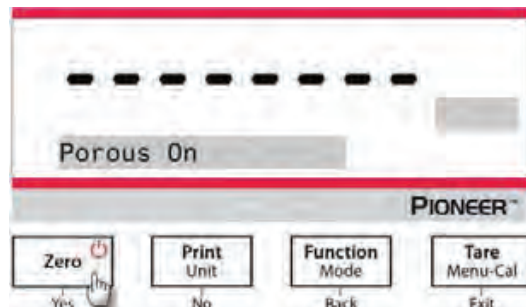 --------
Porous On
PIONEER™
Zero Print Function Tare
Unit Mode Menu-Cal
Yes No Back Exit